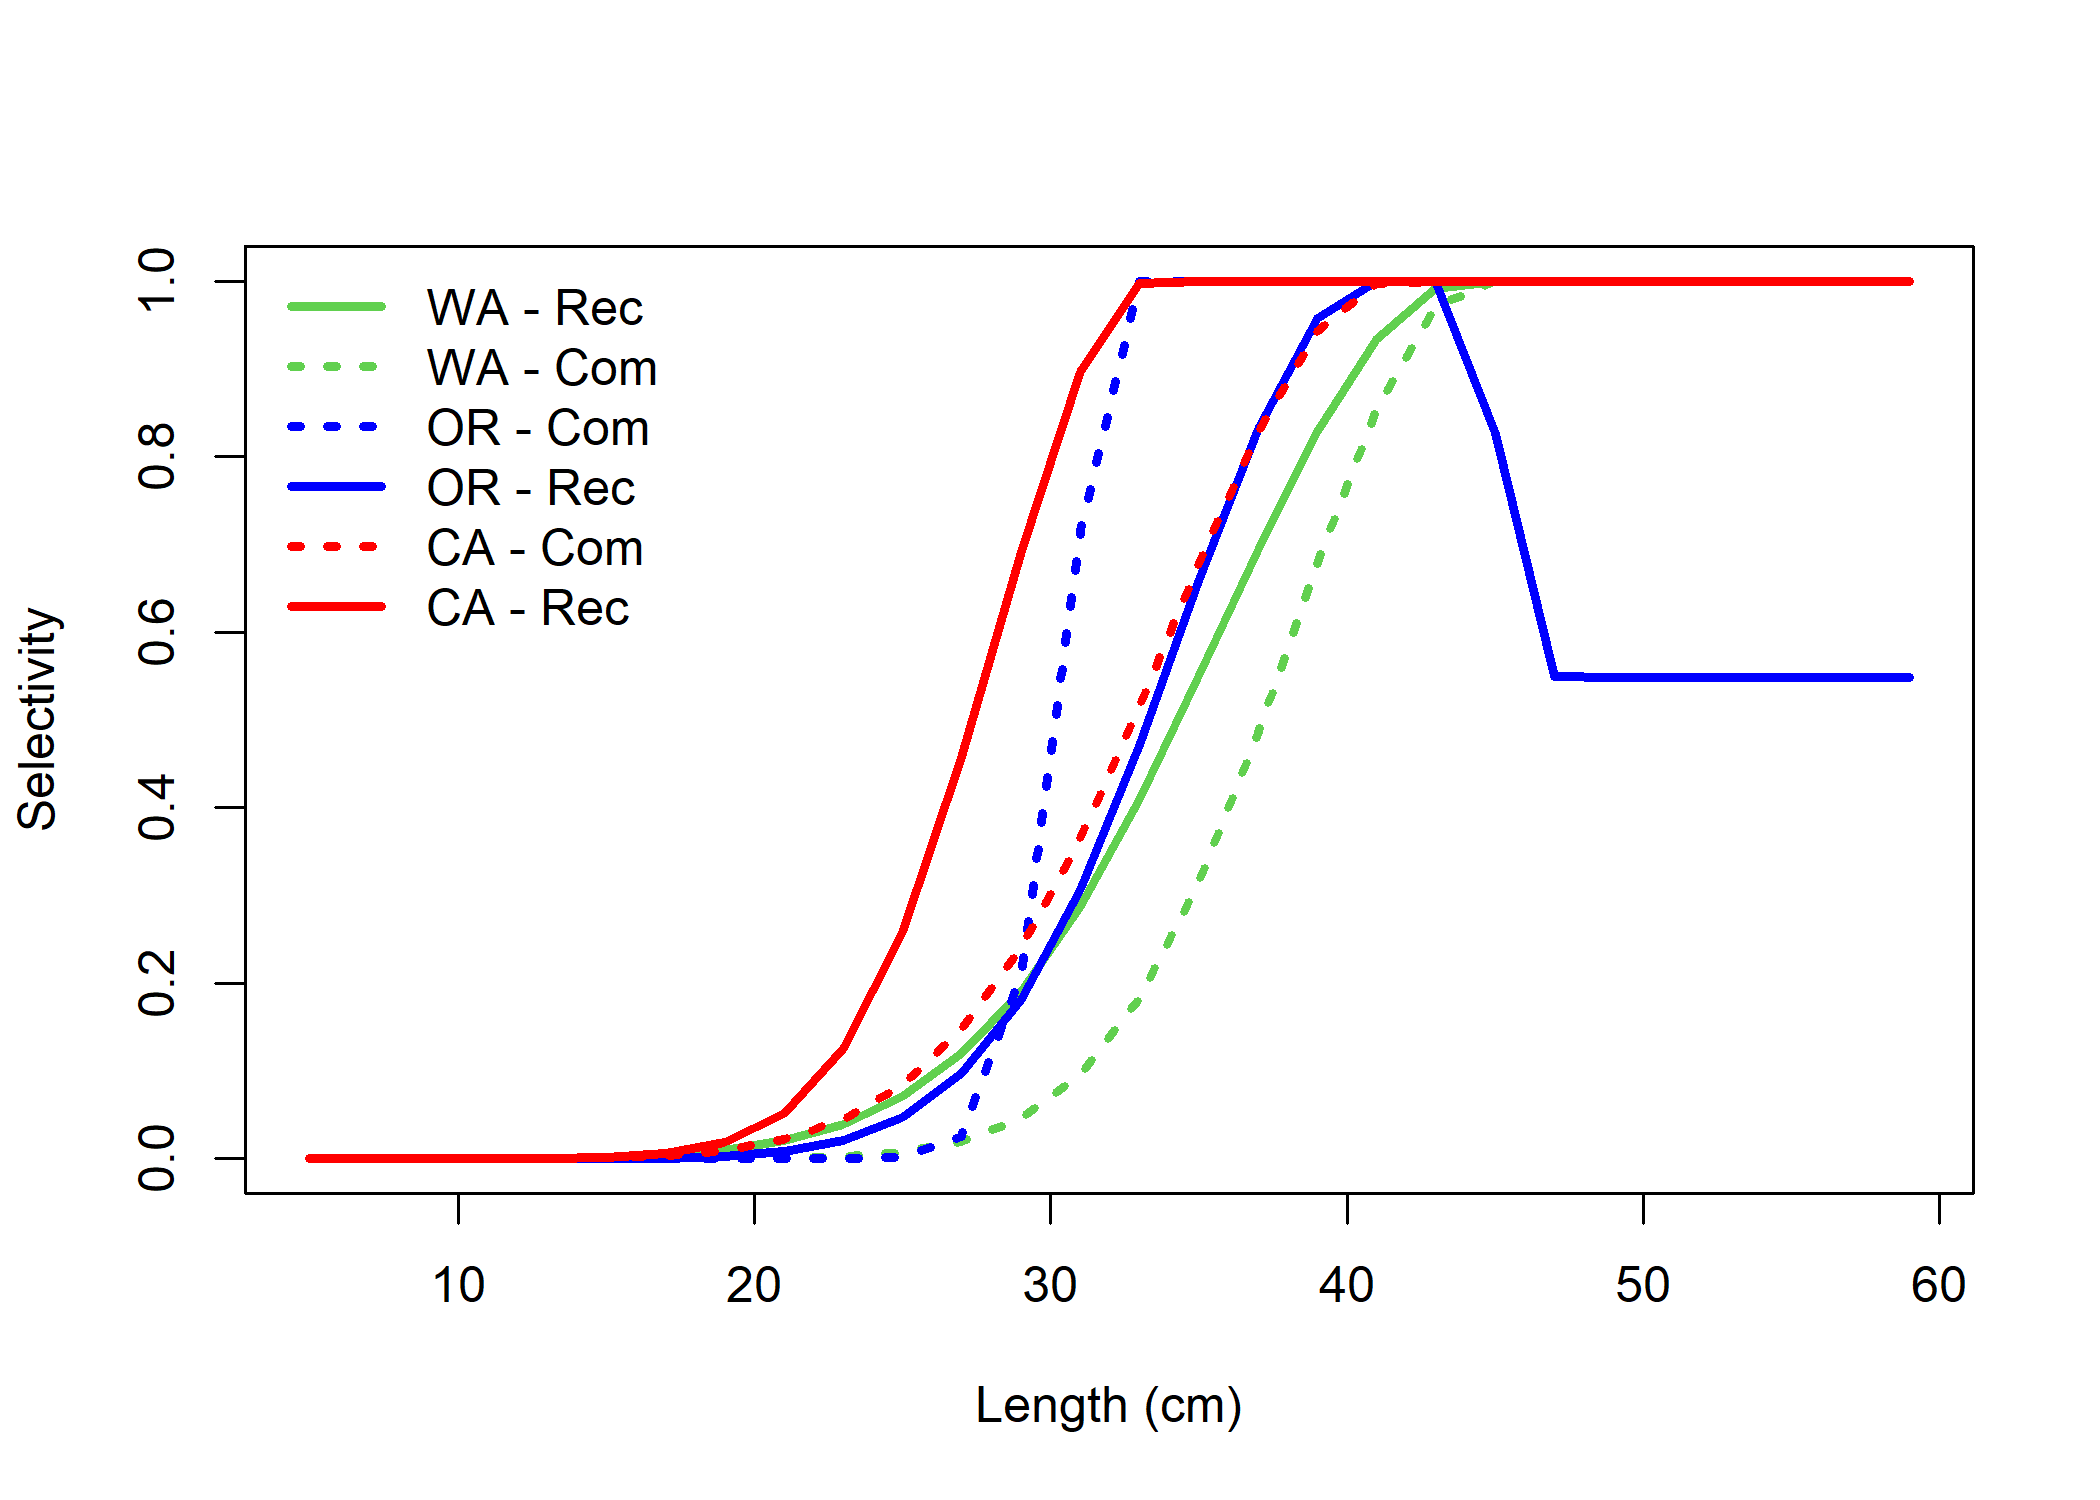 WA - Rec
WA - Com
OR - Com
OR - Rec
CA - Com
CA - Rec
Selectivity
0.0
0.2
0.4
0.6
0.8
1.0
10 20 30 40 50 60
Length (cm)